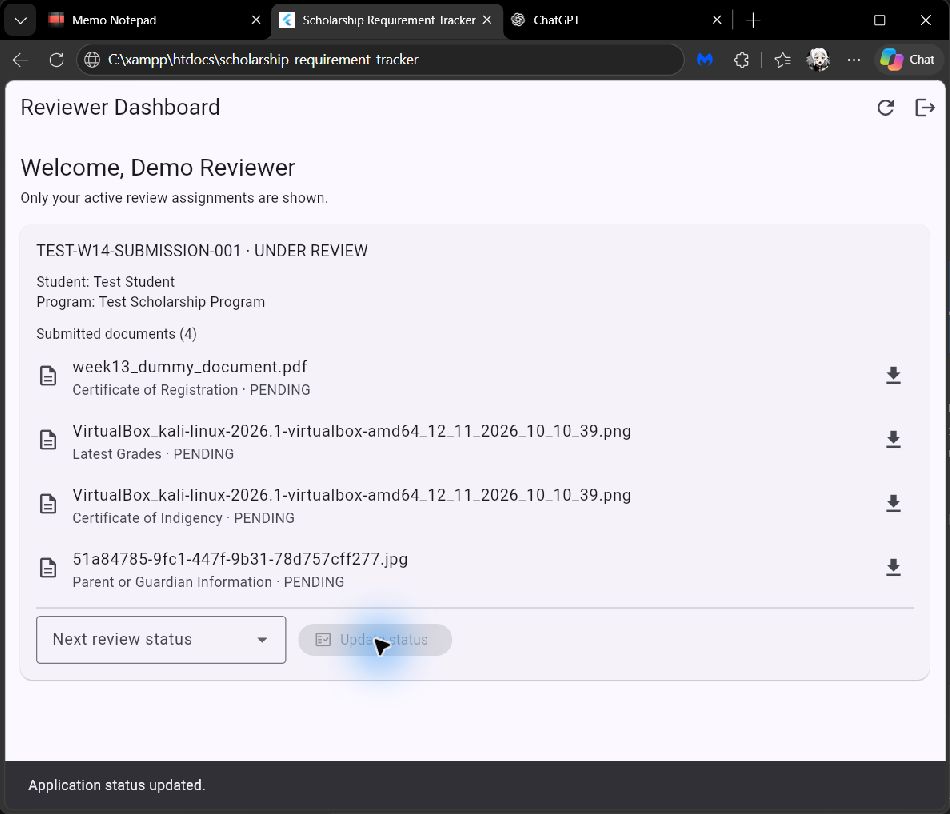 Memo Notepad
Scholarship Requirement Tracker
ChatGPT
C:\xampp\htdocs\scholarship-requirement-tracker
Chat
Reviewer Dashboard
Welcome, Demo Reviewer
Only your active review assignments are shown.
TEST-W14-SUBMISSION-001 · UNDER REVIEW
Student: Test Student
Program: Test Scholarship Program
Submitted documents (4)
week13_dummy_document.pdf
Certificate of Registration · PENDING
VirtualBox_kali-linux-2026.1-virtualbox-amd64_12_11_2026_10_10_39.png
Latest Grades · PENDING
VirtualBox_kali-linux-2026.1-virtualbox-amd64_12_11_2026_10_10_39.png
Certificate of Indigency · PENDING
51a84785-9fc1-447f-9b31-78d757cff277.jpg
Parent or Guardian Information · PENDING
Next review status
Update status
Application status updated.